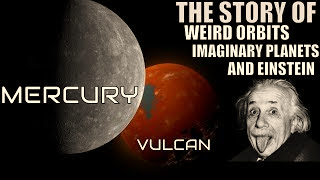 THE STORY OF
WEIRD ORBITS
IMAGINARY PLANETS
AND EINSTEIN
MERCURY
VULCAN